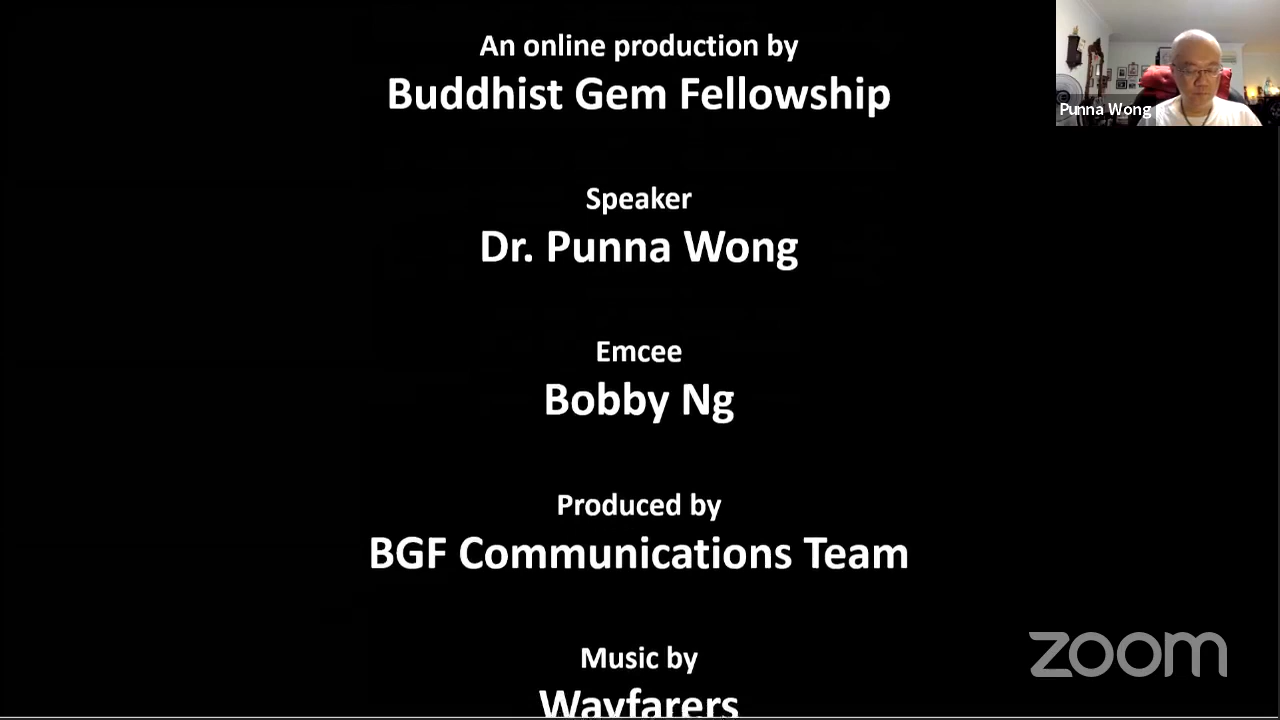 An online production by
Buddhist Gem Fellowship
Punna Wong
Speaker
Dr. Punna Wong
Emcee
Bobby Ng
Produced by
BGF Communications Team
Music by
Wayfarers
zoom